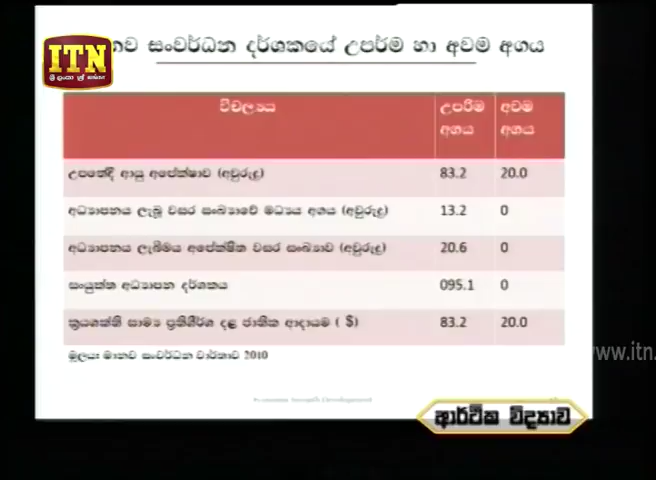 ITN
ශ්‍රී ලංකා
නව සංවර්ධන දර්ශකයේ උපරිම හා අවම අගය
විචල්‍යය උපරිම අගය අවම අගය
උපතේදී ආයු අපේක්ෂාව (අවුරුදු) 83.2 20.0
අධ්‍යාපනය ලැබූ වසර සංඛ්‍යාවේ මධ්‍යය අගය (අවුරුදු) 13.2 0
අධ්‍යාපනය ලැබීමය අපේක්ෂිත වසර සංඛ්‍යාව (අවුරුදු) 20.6 0
සංයුක්ත අධ්‍යාපන දර්ශකය 095.1 0
ක්‍රයශක්ති සාම්‍ය ප්‍රතිශීර්ශ දළ ජාතික ආදායම ( $) 83.2 20.0
මූලය: මානව සංවර්ධන වාර්තාව 2010
www.itn.
ආර්ථික විද්‍යාව